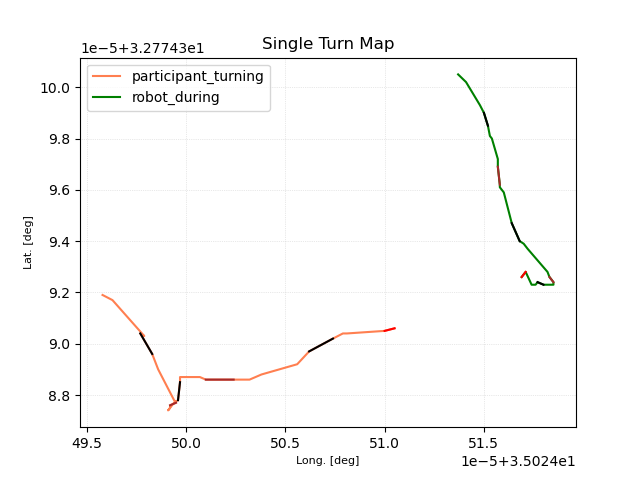 1e-5+3.27743e1
Single Turn Map
participant_turning
robot_during
10.0
9.8
9.6
9.4
9.2
9.0
8.8
Lat. [deg]
49.5 50.0 50.5 51.0 51.5
Long. [deg]
1e-5+3.5024e1